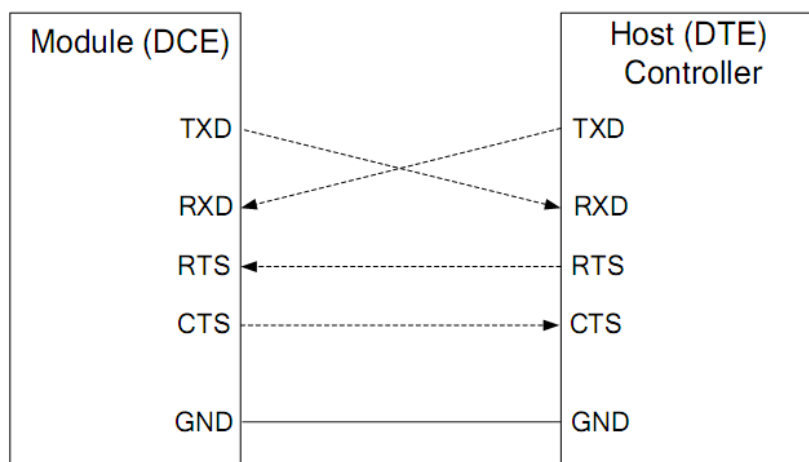 Module (DCE)
Host (DTE)
Controller
TXD
TXD
RXD
RXD
RTS
RTS
CTS
CTS
GND
GND